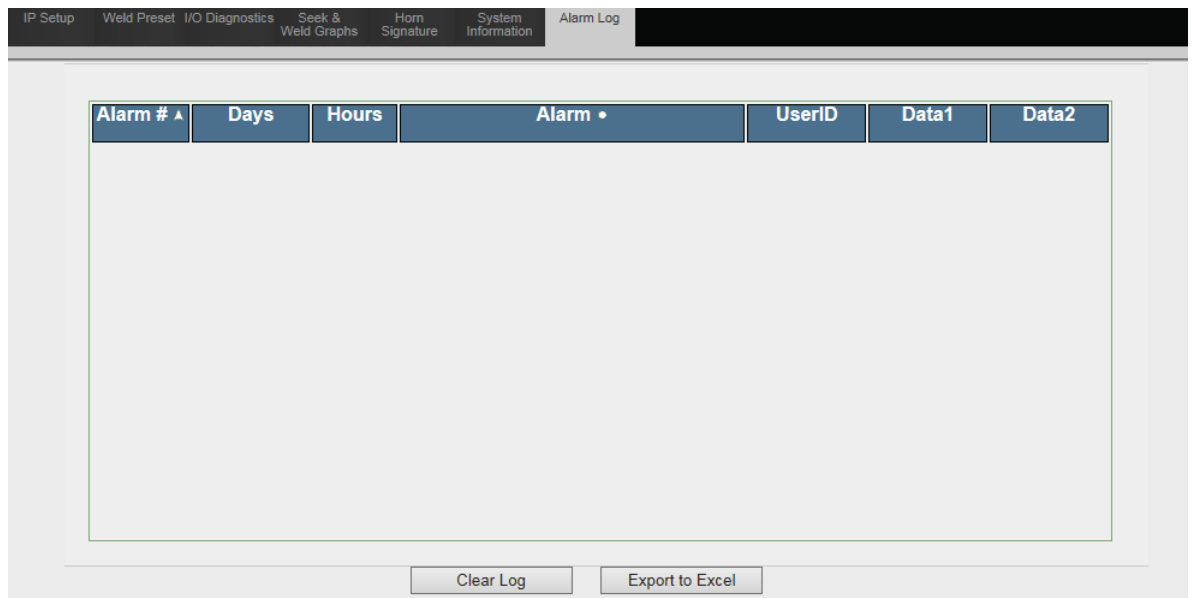 IP Setup Weld Preset I/O Diagnostics Seek & Weld Graphs Horn Signature System Information Alarm Log
Alarm # ▲ Days Hours Alarm • UserID Data1 Data2
Clear Log Export to Excel